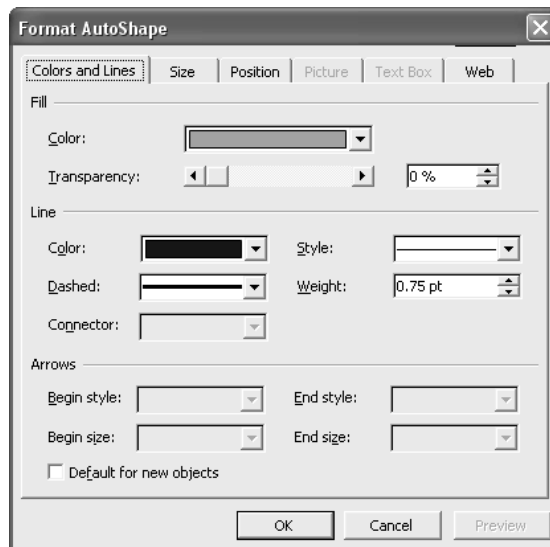 Format AutoShape
Colors and Lines Size Position Picture Text Box Web
Fill
Color:
Transparency: 0 %
Line
Color: Style:
Dashed: Weight: 0.75 pt
Connector:
Arrows
Begin style: End style:
Begin size: End size:
Default for new objects
OK Cancel Preview